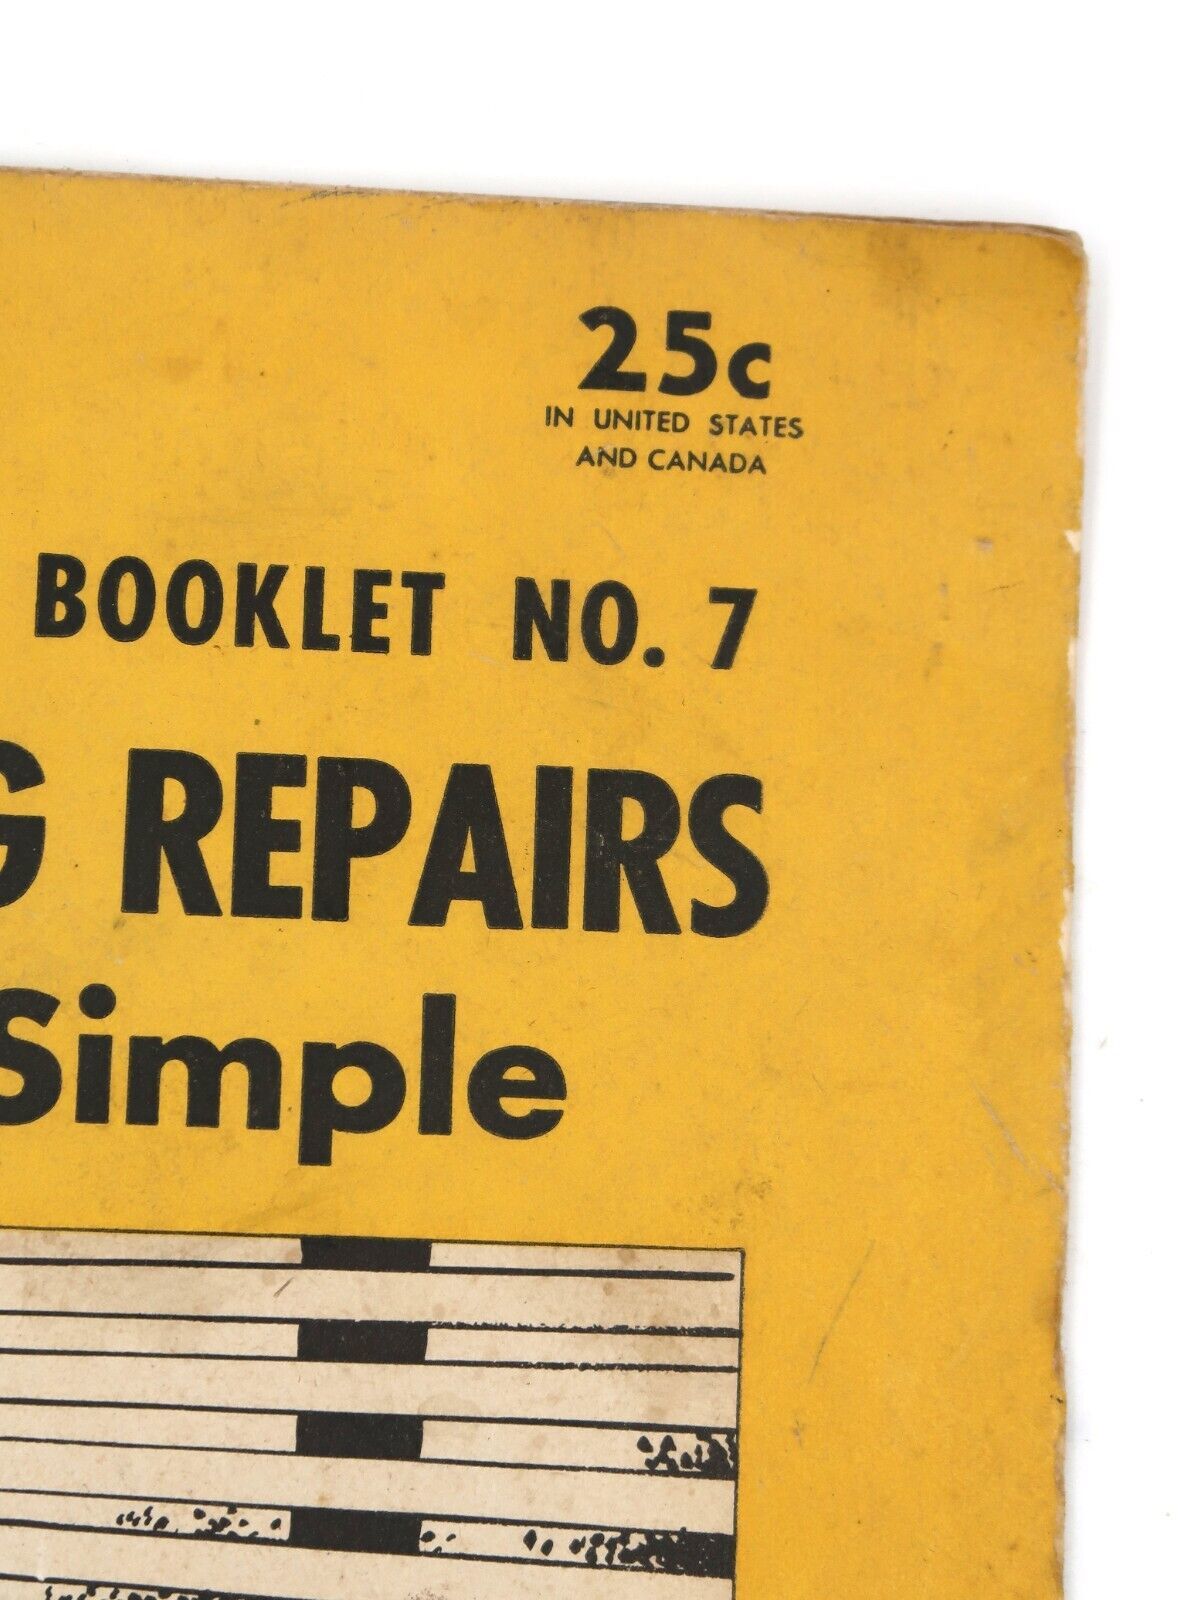 25c
IN UNITED STATES
AND CANADA
BOOKLET NO. 7
G REPAIRS
Simple